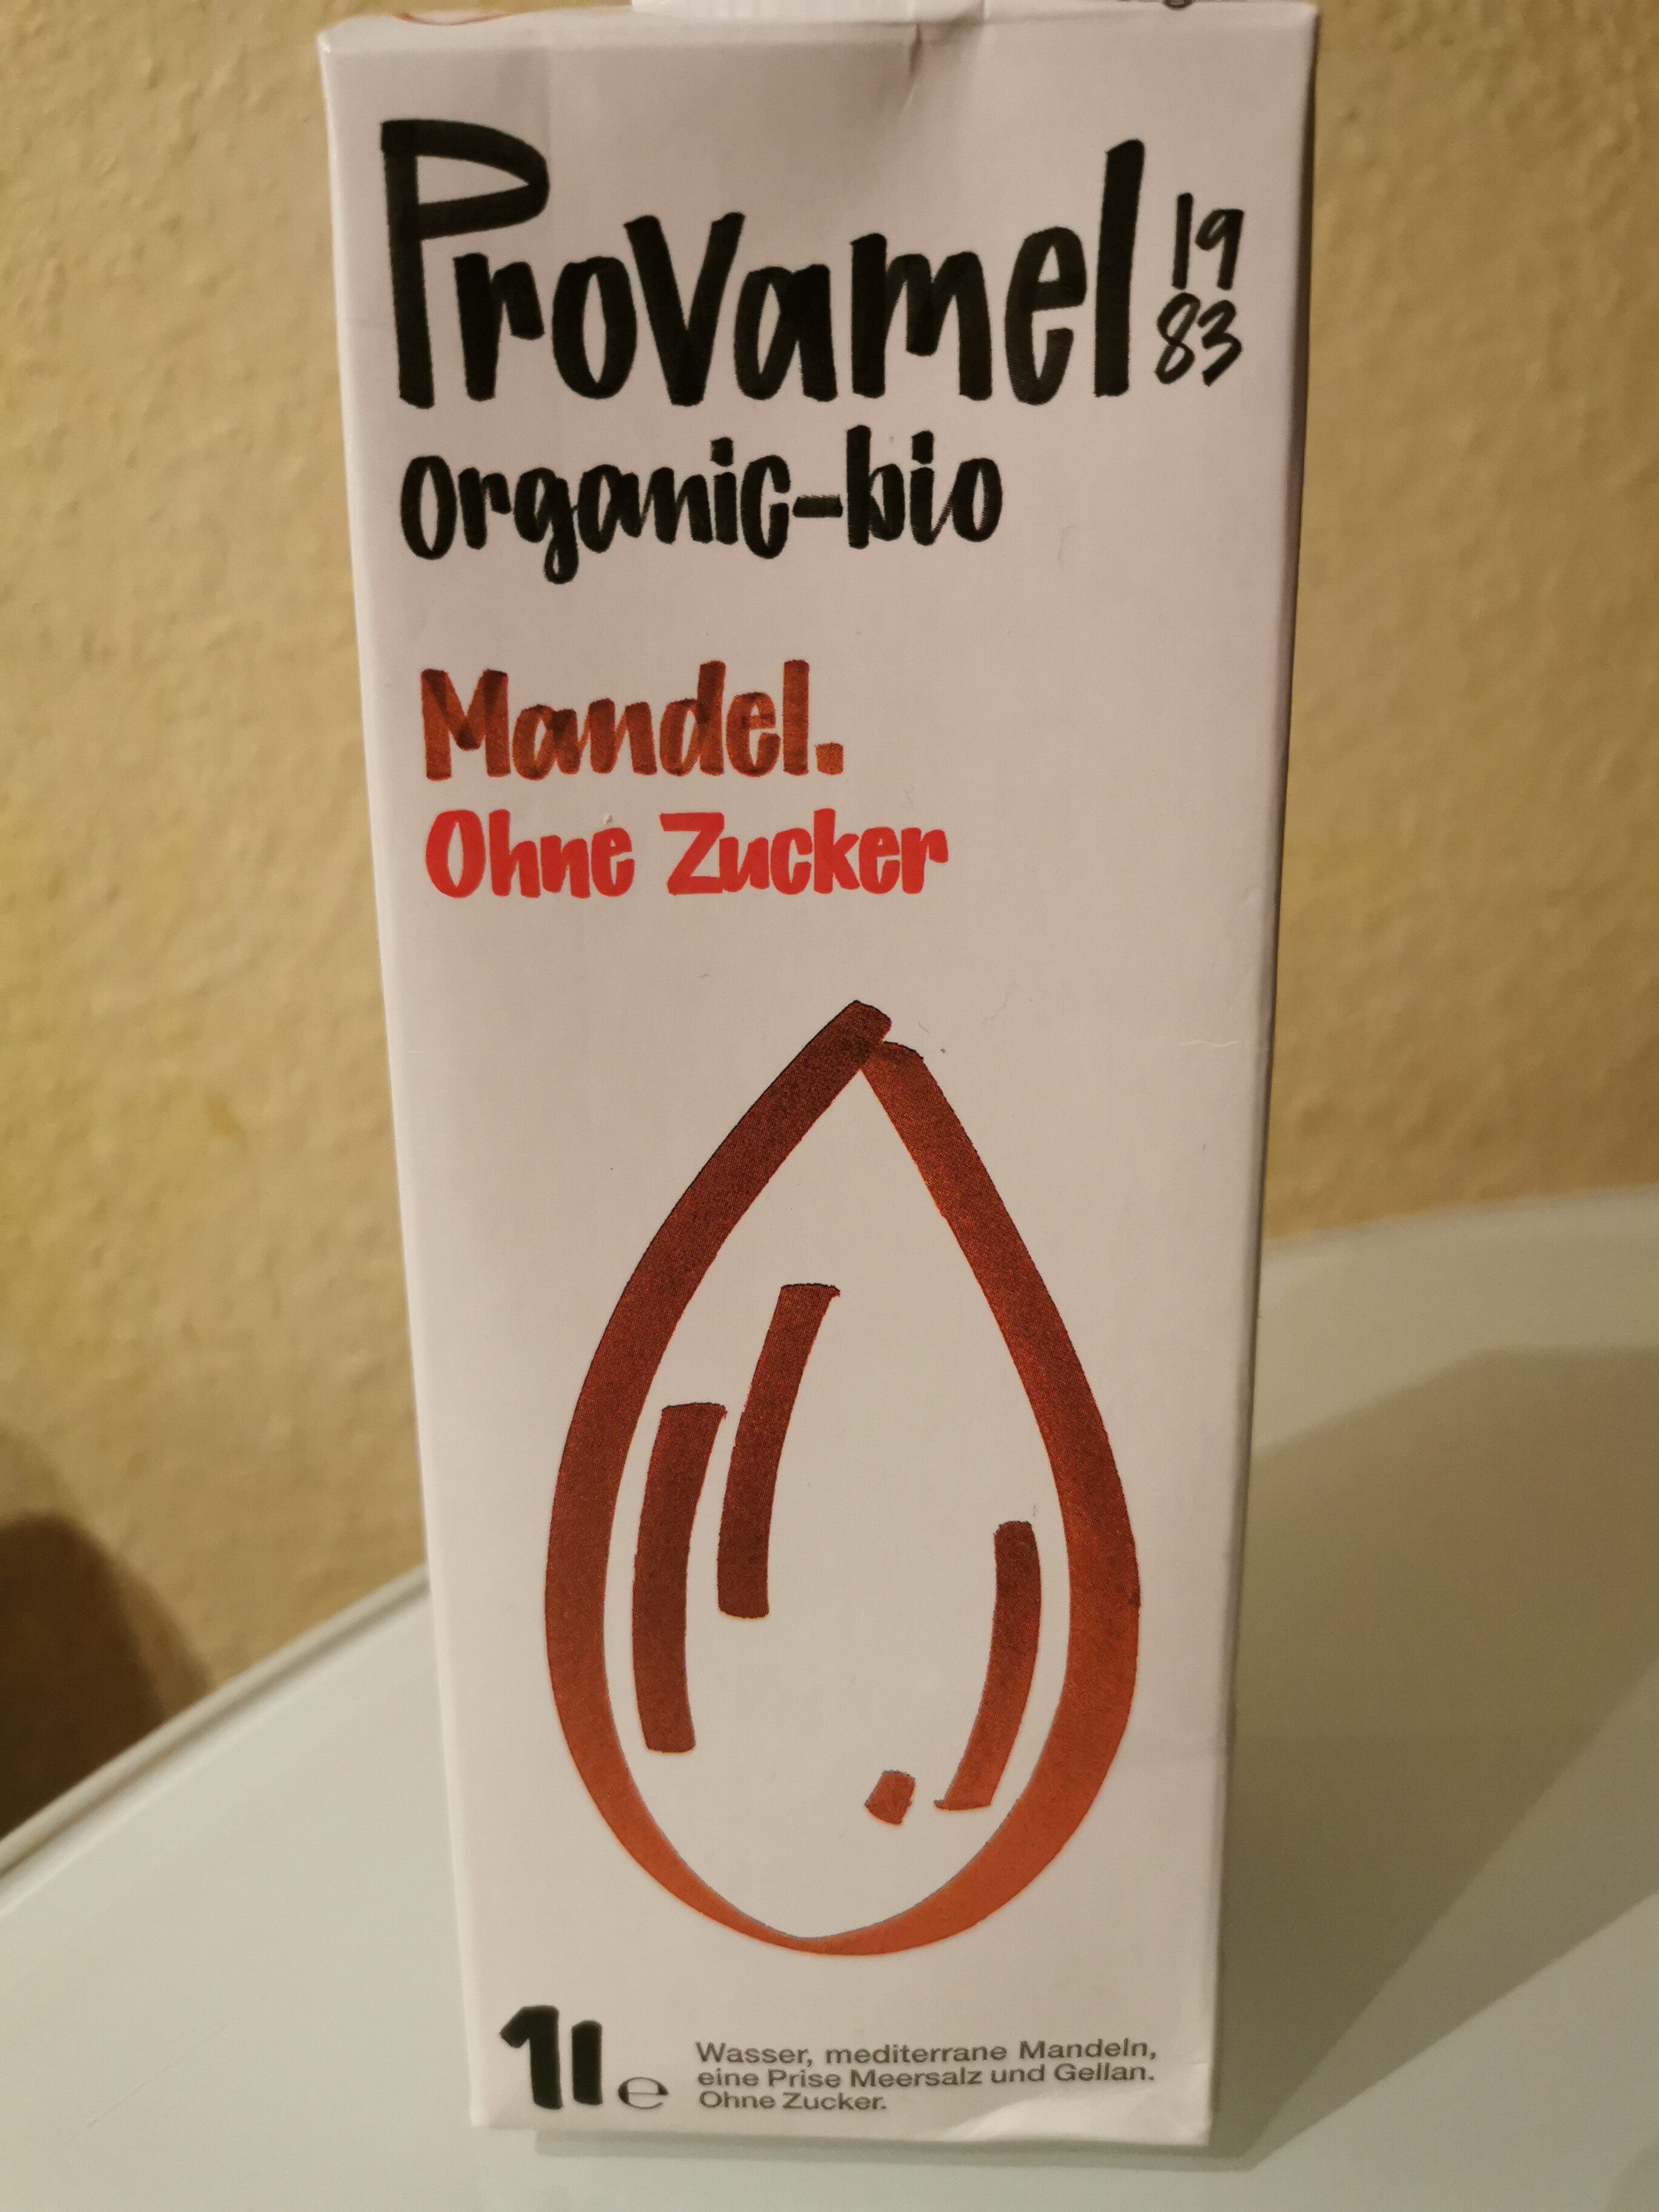 Provamel 19
83
organic-bio
Mandel.
Ohne Zucker
1l e
Wasser, mediterrane Mandeln,
eine Prise Meersalz und Gellan.
Ohne Zucker.